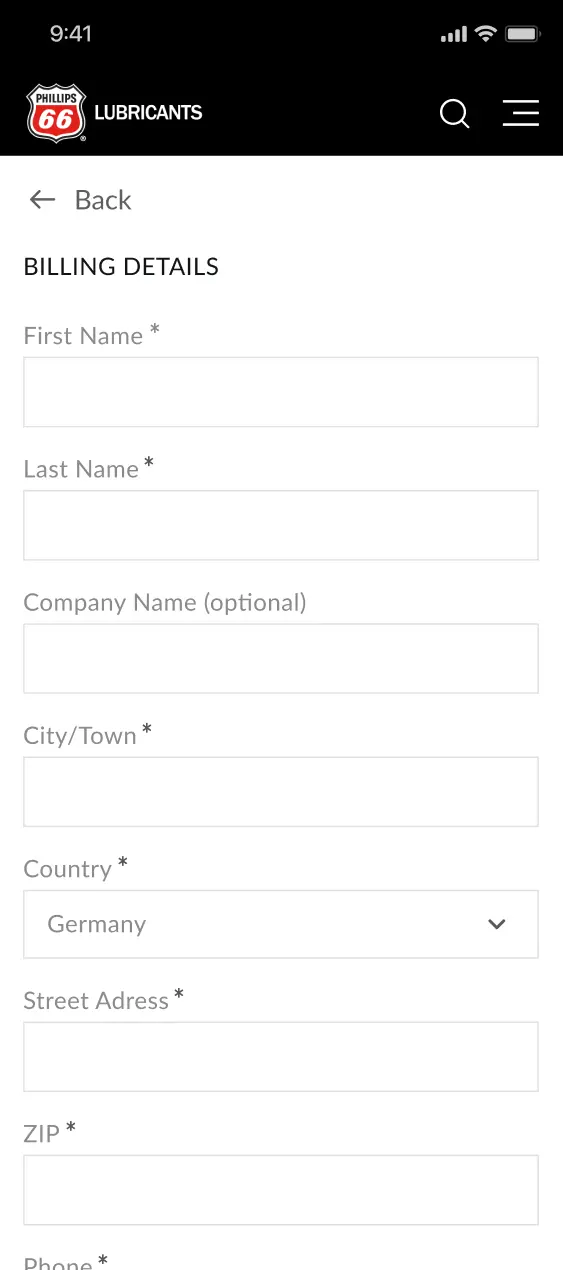 9:41
PHILLIPS
66
®
LUBRICANTS
Back
BILLING DETAILS
First Name *
Last Name *
Company Name (optional)
City/Town *
Country *
Germany
Street Adress *
ZIP *
Phone *